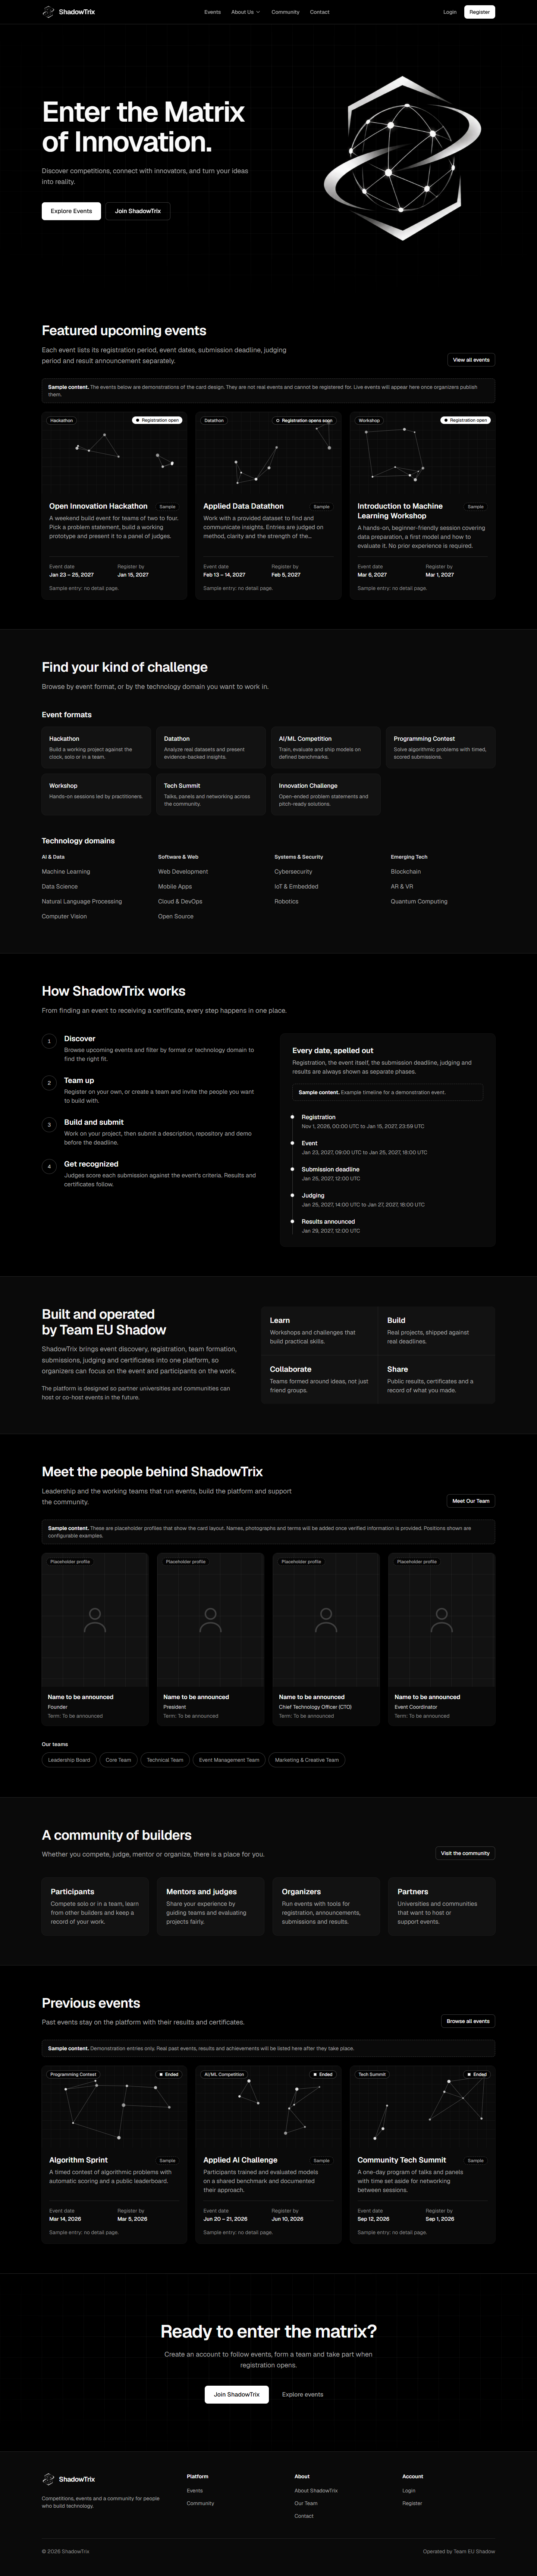 ShadowTrix
Events
About Us
Community
Contact
Login
Register
Enter the Matrix
of Innovation.
Discover competitions, connect with innovators, and turn your ideas
into reality.
Explore Events
Join ShadowTrix
Featured upcoming events
Each event lists its registration period, event dates, submission deadline, judging
period and result announcement separately.
View all events
Sample content. The events below are demonstrations of the card design. They are not real events and cannot be registered for. Live events will appear here once organizers publish
them.
Hackathon
Registration open
Open Innovation Hackathon
Sample
A weekend build event for teams of two to four.
Pick a problem statement, build a working
prototype and present it to a panel of judges.
Event date
Register by
Jan 23 – 25, 2027
Jan 15, 2027
Sample entry: no detail page.
Datathon
Registration opens soon
Applied Data Datathon
Sample
Work with a provided dataset to find and
communicate insights. Entries are judged on
method, clarity and the strength of the...
Event date
Register by
Feb 13 – 14, 2027
Feb 5, 2027
Sample entry: no detail page.
Workshop
Registration open
Introduction to Machine
Learning Workshop
Sample
A hands-on, beginner-friendly session covering
data preparation, a first model and how to
evaluate it. No prior experience is required.
Event date
Register by
Mar 6, 2027
Mar 1, 2027
Sample entry: no detail page.
Find your kind of challenge
Browse by event format, or by the technology domain you want to work in.
Event formats
Hackathon
Build a working project against the
clock, solo or in a team.
Datathon
Analyze real datasets and present
evidence-backed insights.
AI/ML Competition
Train, evaluate and ship models on
defined benchmarks.
Programming Contest
Solve algorithmic problems with timed,
scored submissions.
Workshop
Hands-on sessions led by practitioners.
Tech Summit
Talks, panels and networking across
the community.
Innovation Challenge
Open-ended problem statements and
pitch-ready solutions.
Technology domains
AI & Data
Machine Learning
Data Science
Natural Language Processing
Computer Vision
Software & Web
Web Development
Mobile Apps
Cloud & DevOps
Open Source
Systems & Security
Cybersecurity
IoT & Embedded
Robotics
Emerging Tech
Blockchain
AR & VR
Quantum Computing
How ShadowTrix works
From finding an event to receiving a certificate, every step happens in one place.
1
Discover
Browse upcoming events and filter by format or technology domain to
find the right fit.
2
Team up
Register on your own, or create a team and invite the people you want
to build with.
3
Build and submit
Work on your project, then submit a description, repository and demo
before the deadline.
4
Get recognized
Judges score each submission against the event's criteria. Results and
certificates follow.
Every date, spelled out
Registration, the event itself, the submission deadline, judging and
results are always shown as separate phases.
Sample content. Example timeline for a demonstration event.
Registration
Nov 1, 2026, 00:00 UTC to Jan 15, 2027, 23:59 UTC
Event
Jan 23, 2027, 09:00 UTC to Jan 25, 2027, 18:00 UTC
Submission deadline
Jan 25, 2027, 12:00 UTC
Judging
Jan 25, 2027, 14:00 UTC to Jan 27, 2027, 18:00 UTC
Results announced
Jan 29, 2027, 12:00 UTC
Built and operated
by Team EU Shadow
ShadowTrix brings event discovery, registration, team formation,
submissions, judging and certificates into one platform, so
organizers can focus on the event and participants on the work.
The platform is designed so partner universities and communities can
host or co-host events in the future.
Learn
Workshops and challenges that
build practical skills.
Build
Real projects, shipped against
real deadlines.
Collaborate
Teams formed around ideas, not just
friend groups.
Share
Public results, certificates and a
record of what you made.
Meet the people behind ShadowTrix
Leadership and the working teams that run events, build the platform and support
the community.
Meet Our Team
Sample content. These are placeholder profiles that show the card layout. Names, photographs and terms will be added once verified information is provided. Positions shown are
configurable examples.
Placeholder profile
Name to be announced
Founder
Term: To be announced
Placeholder profile
Name to be announced
President
Term: To be announced
Placeholder profile
Name to be announced
Chief Technology Officer (CTO)
Term: To be announced
Placeholder profile
Name to be announced
Event Coordinator
Term: To be announced
Our teams
Leadership Board
Core Team
Technical Team
Event Management Team
Marketing & Creative Team
A community of builders
Whether you compete, judge, mentor or organize, there is a place for you.
Visit the community
Participants
Compete solo or in a team, learn
from other builders and keep a
record of your work.
Mentors and judges
Share your experience by
guiding teams and evaluating
projects fairly.
Organizers
Run events with tools for
registration, announcements,
submissions and results.
Partners
Universities and communities
that want to host or
support events.
Previous events
Past events stay on the platform with their results and certificates.
Browse all events
Sample content. Demonstration entries only. Real past events, results and achievements will be listed here after they take place.
Programming Contest
Ended
Algorithm Sprint
Sample
A timed contest of algorithmic problems with
automatic scoring and a public leaderboard.
Event date
Register by
Mar 14, 2026
Mar 5, 2026
Sample entry: no detail page.
AI/ML Competition
Ended
Applied AI Challenge
Sample
Participants trained and evaluated models
on a shared benchmark and documented
their approach.
Event date
Register by
Jun 20 – 21, 2026
Jun 10, 2026
Sample entry: no detail page.
Tech Summit
Ended
Community Tech Summit
Sample
A one-day program of talks and panels
with time set aside for networking
between sessions.
Event date
Register by
Sep 12, 2026
Sep 1, 2026
Sample entry: no detail page.
Ready to enter the matrix?
Create an account to follow events, form a team and take part when
registration opens.
Join ShadowTrix
Explore events
ShadowTrix
Competitions, events and a community for people
who build technology.
Platform
Events
Community
About
About ShadowTrix
Our Team
Contact
Account
Login
Register
© 2026 ShadowTrix
Operated by Team EU Shadow